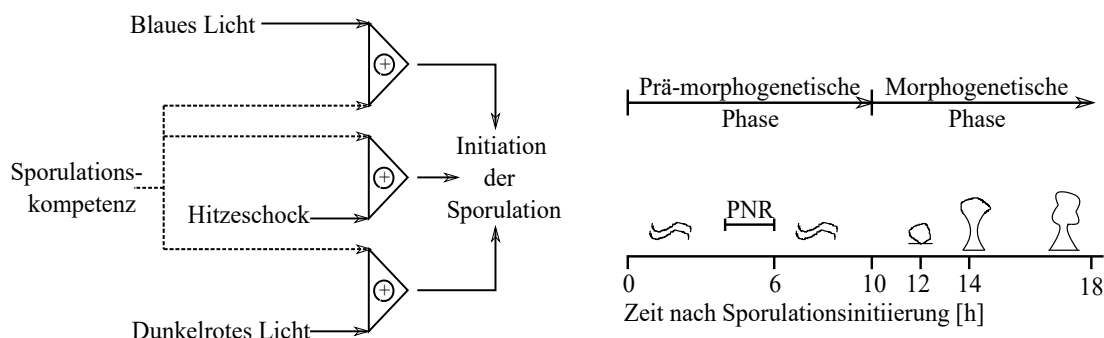 Blaues Licht
Sporulations-
kompetenz
Hitzeschock
Dunkelrotes Licht
+
+
+
Initiation
der
Sporulation
Prä-morphogenetische
Phase
Morphogenetische
Phase
PNR
0 6 10 12 14 18
Zeit nach Sporulationsinitiierung [h]